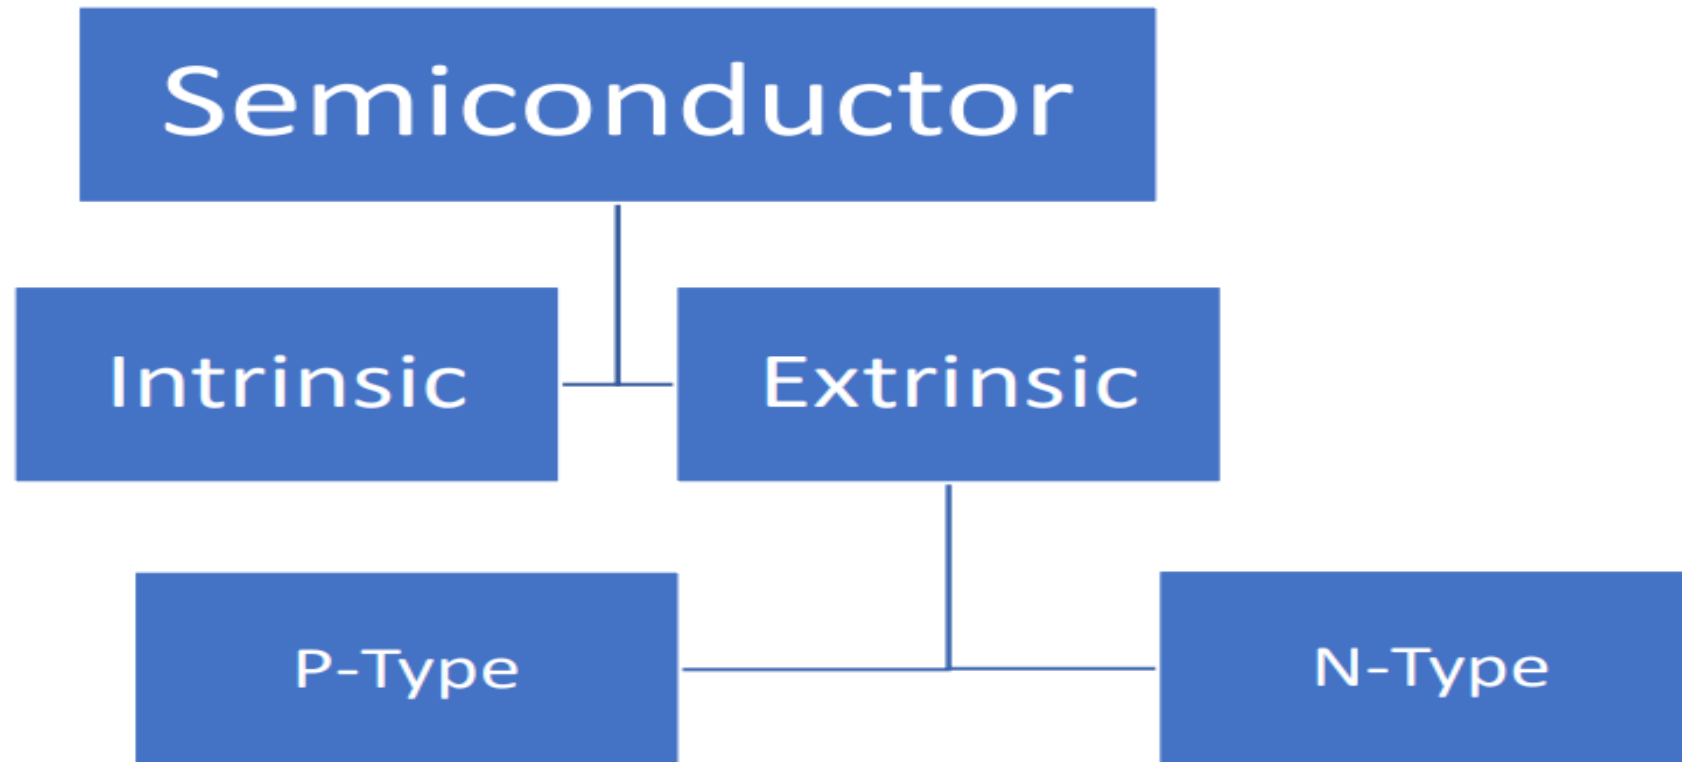 Semiconductor
Intrinsic
Extrinsic
P-Type
N-Type